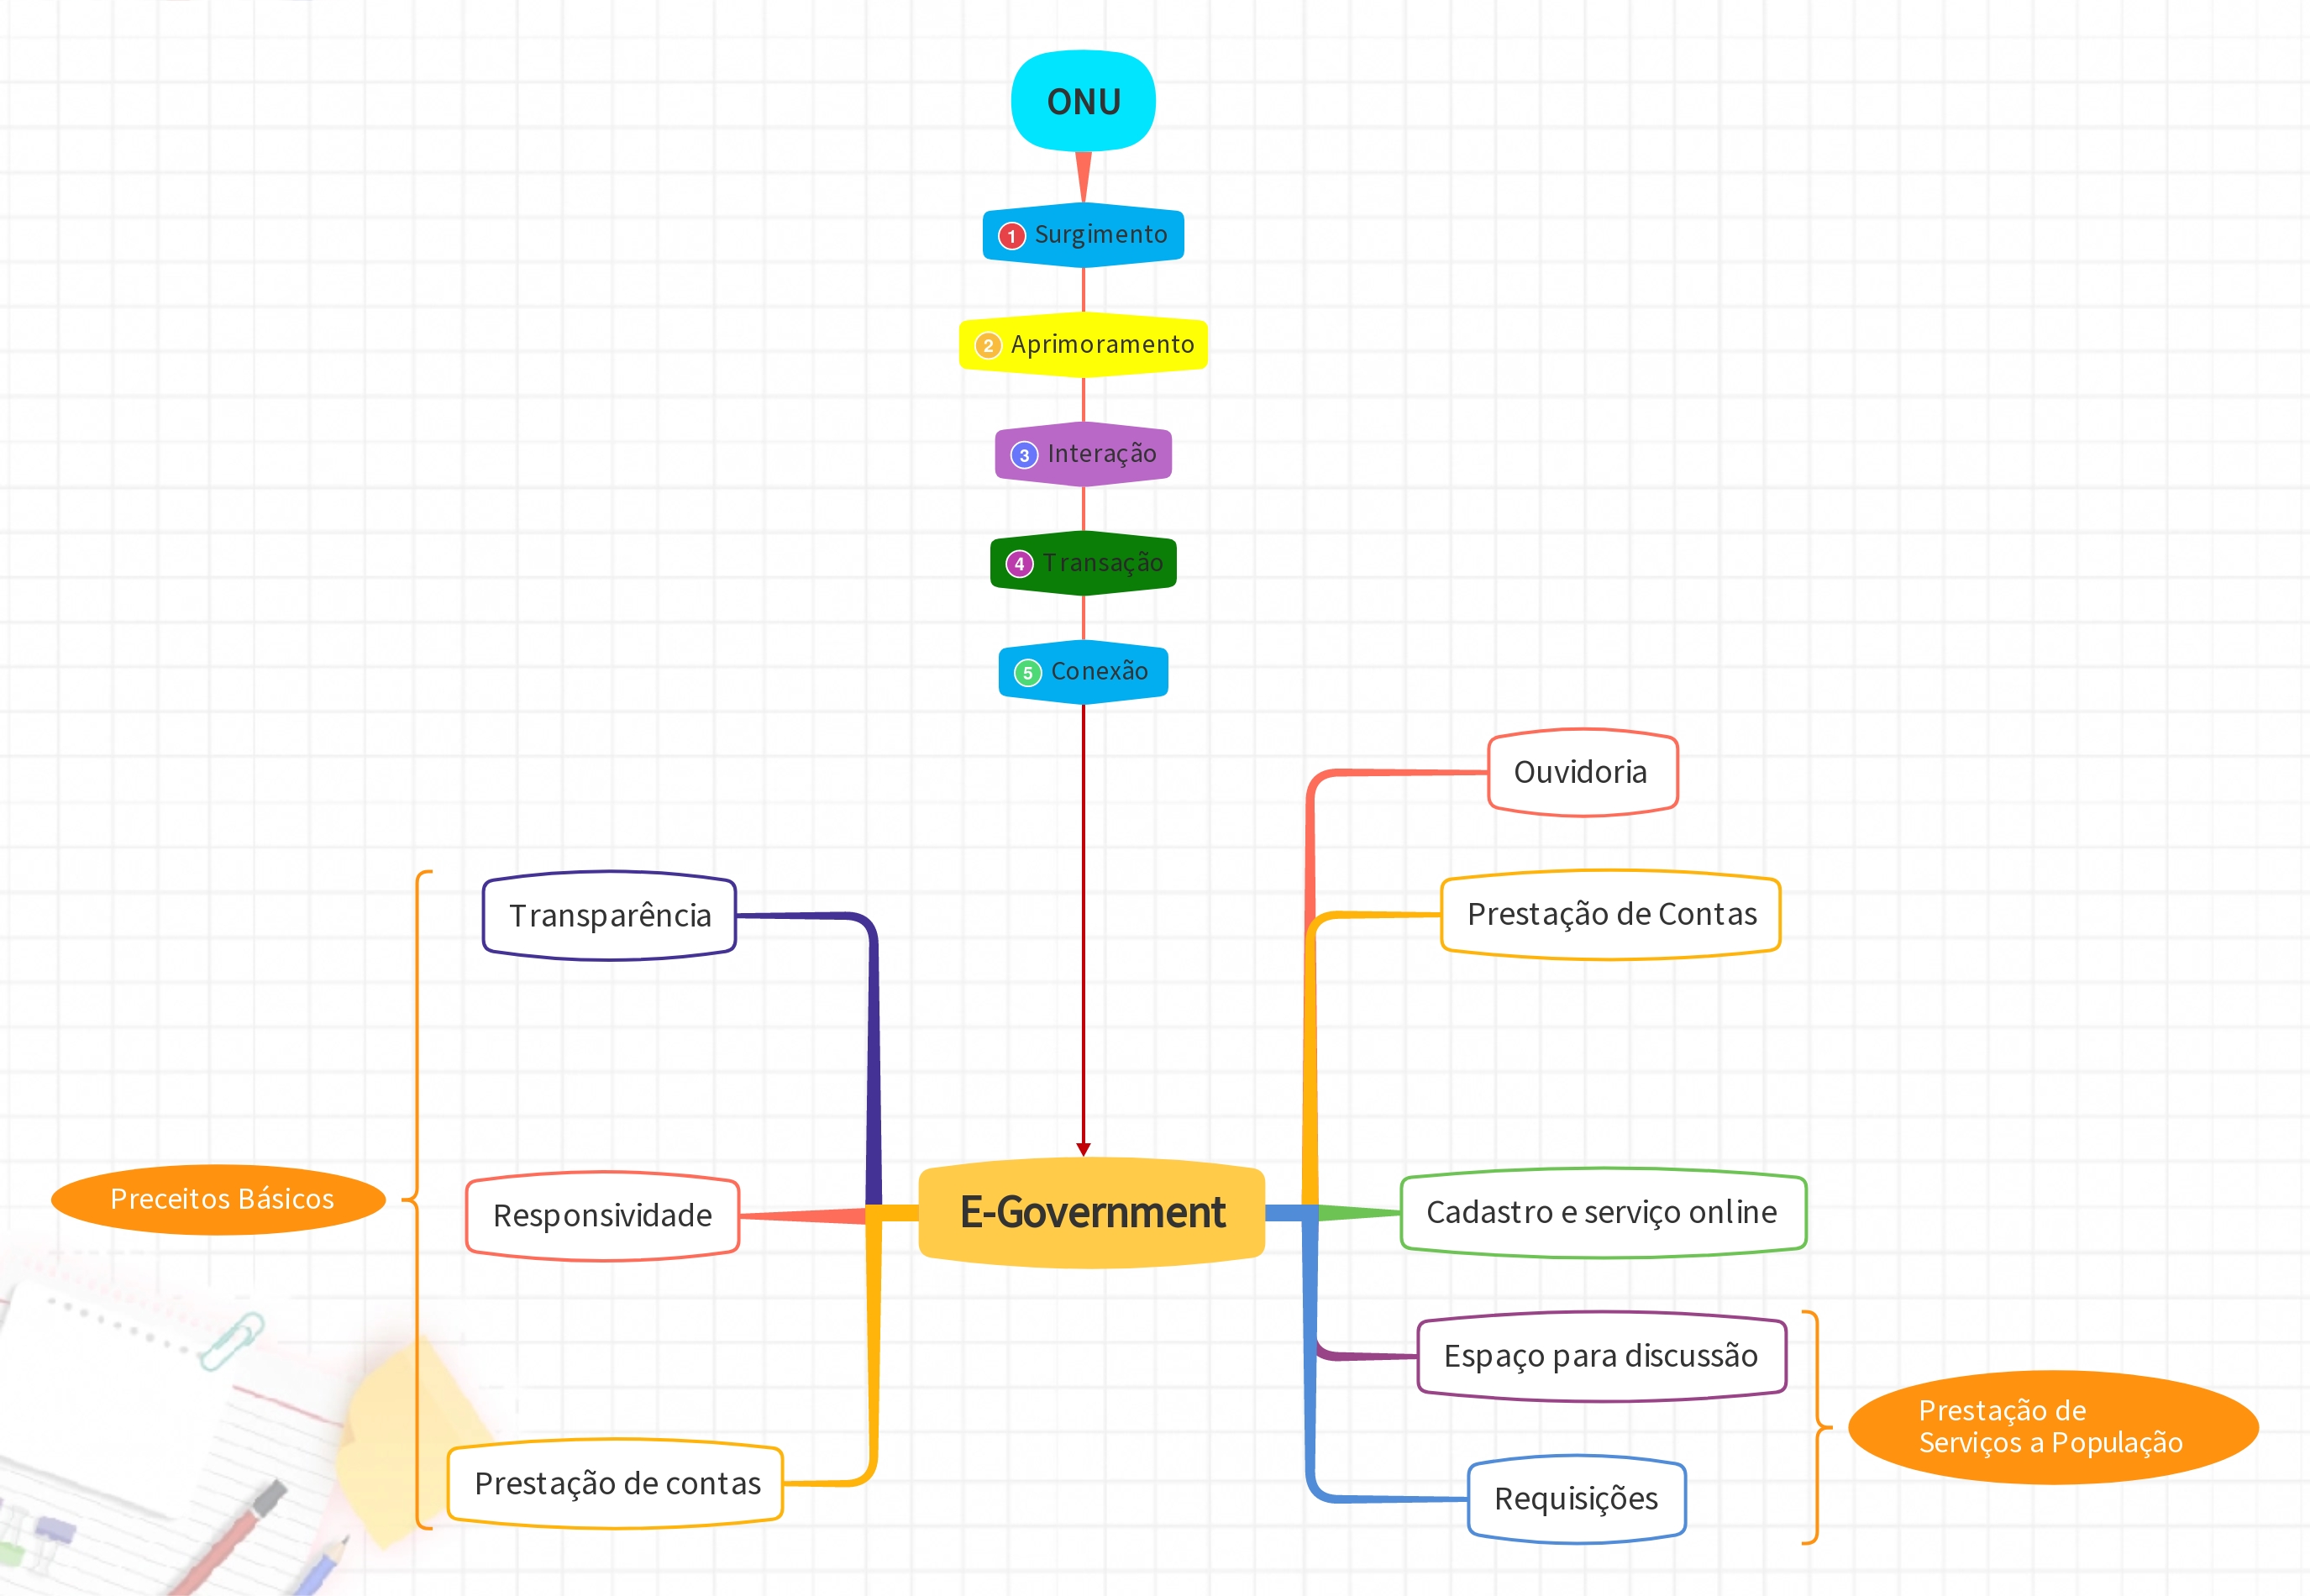 ONU
1 Surgimento
2 Aprimoramento
3 Interação
4 Transação
5 Conexão
Ouvidoria
Prestação de Contas
Transparência
Preceitos Básicos
Responsividade
E-Government
Cadastro e serviço online
Espaço para discussão
Prestação de
Serviços a População
Prestação de contas
Requisições